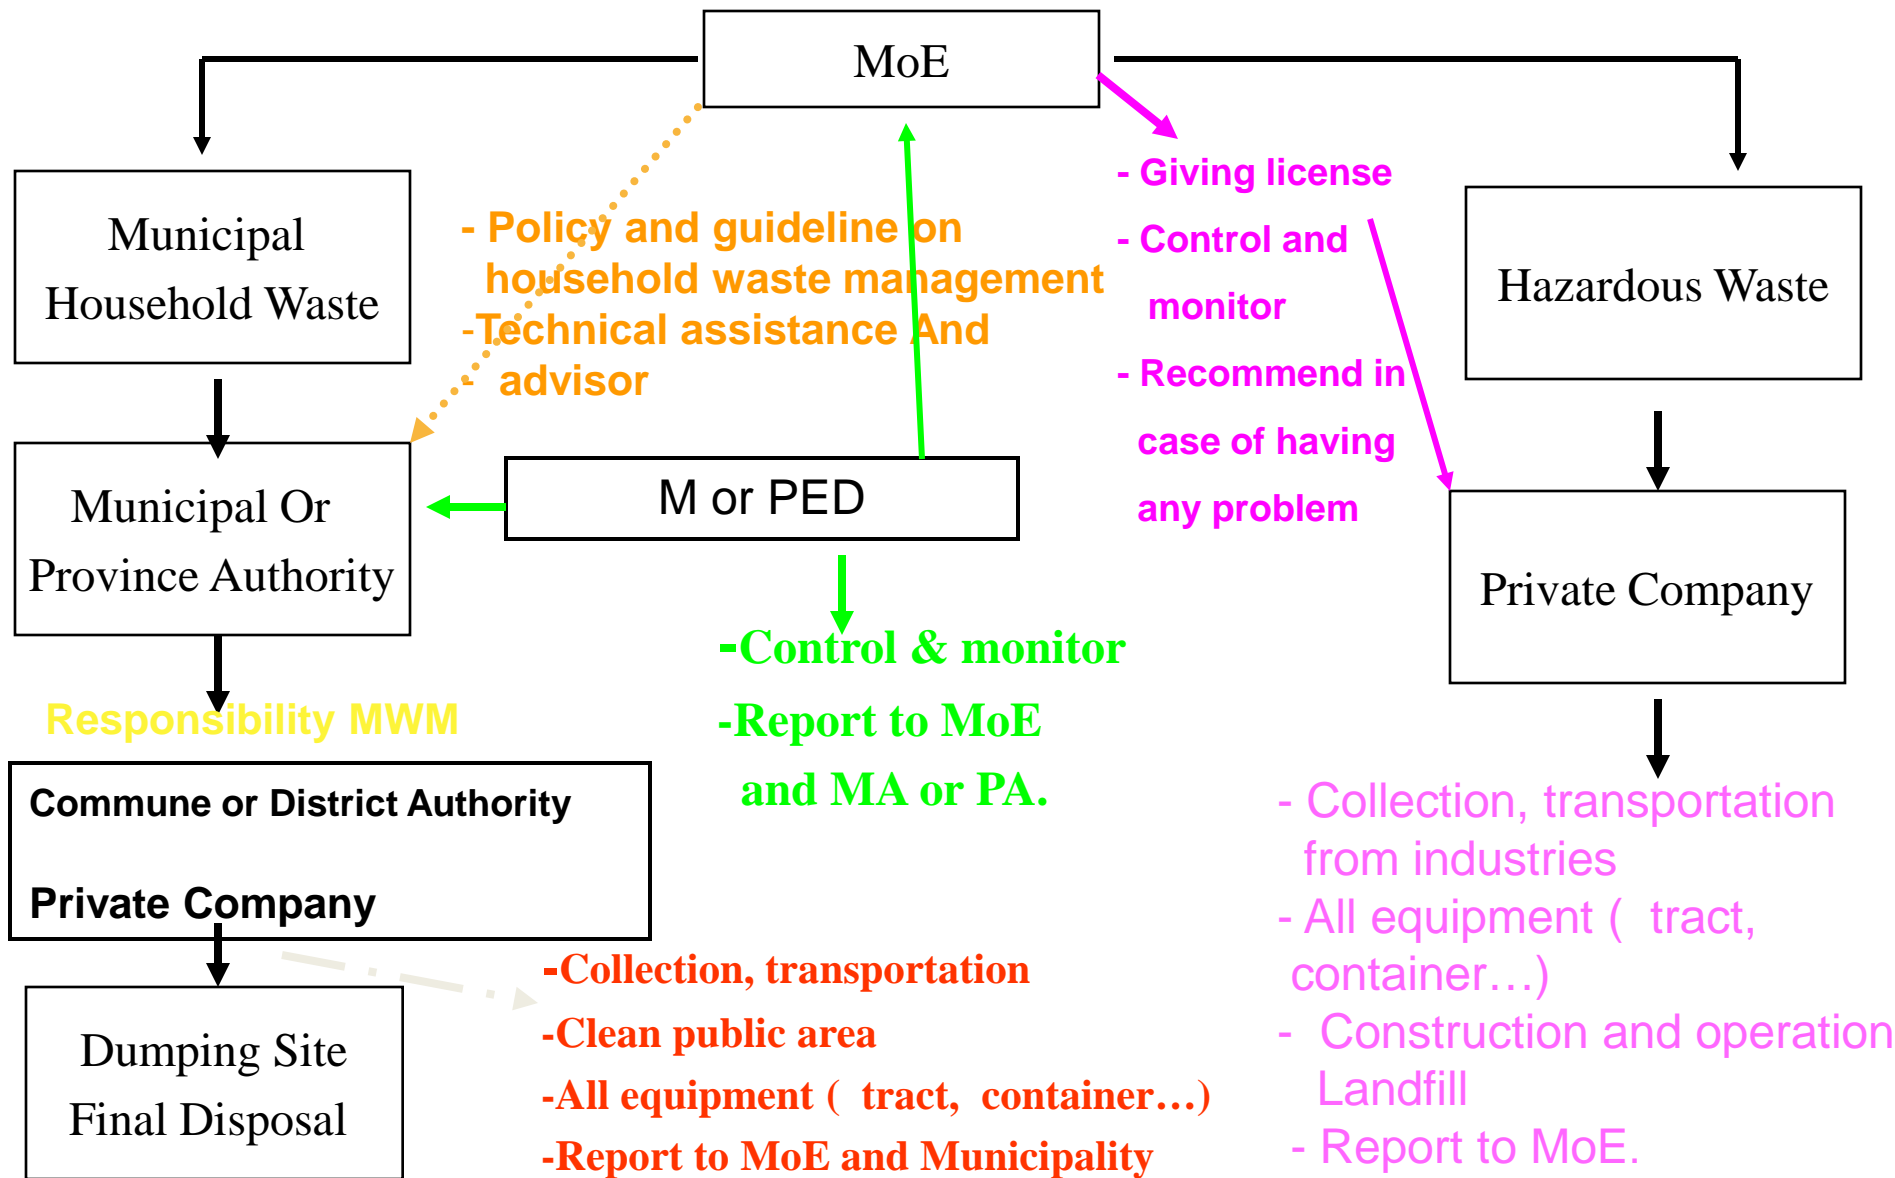 MoE
Municipal
Household Waste
- Policy and guideline on
household waste management
-Technical assistance And
- advisor
- Giving license
- Control and
monitor
- Recommend in
case of having
any problem
Hazardous Waste
Municipal Or
Province Authority
M or PED
Private Company
-Control & monitor
-Report to MoE
and MA or PA.
Responsibility MWM
Commune or District Authority
Private Company
Dumping Site
Final Disposal
-Collection, transportation
-Clean public area
-All equipment ( tract, container…)
-Report to MoE and Municipality
- Collection, transportation
from industries
- All equipment ( tract,
container…)
- Construction and operation
Landfill
- Report to MoE.